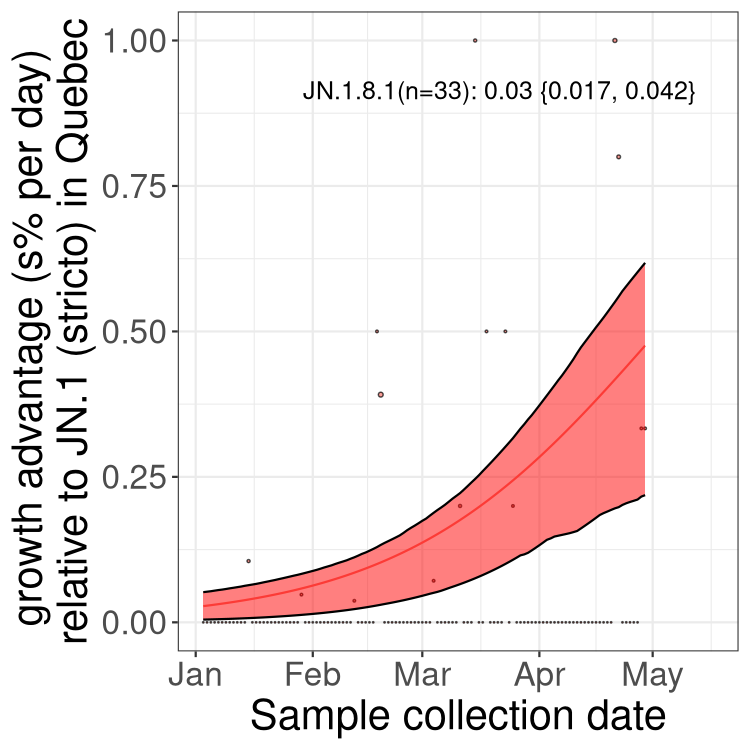 growth advantage (s% per day)
relative to JN.1 (stricto) in Quebec
1.00
0.75
0.50
0.25
0.00
JN.1.8.1(n=33): 0.03 {0.017, 0.042}
Jan Feb Mar Apr May
Sample collection date